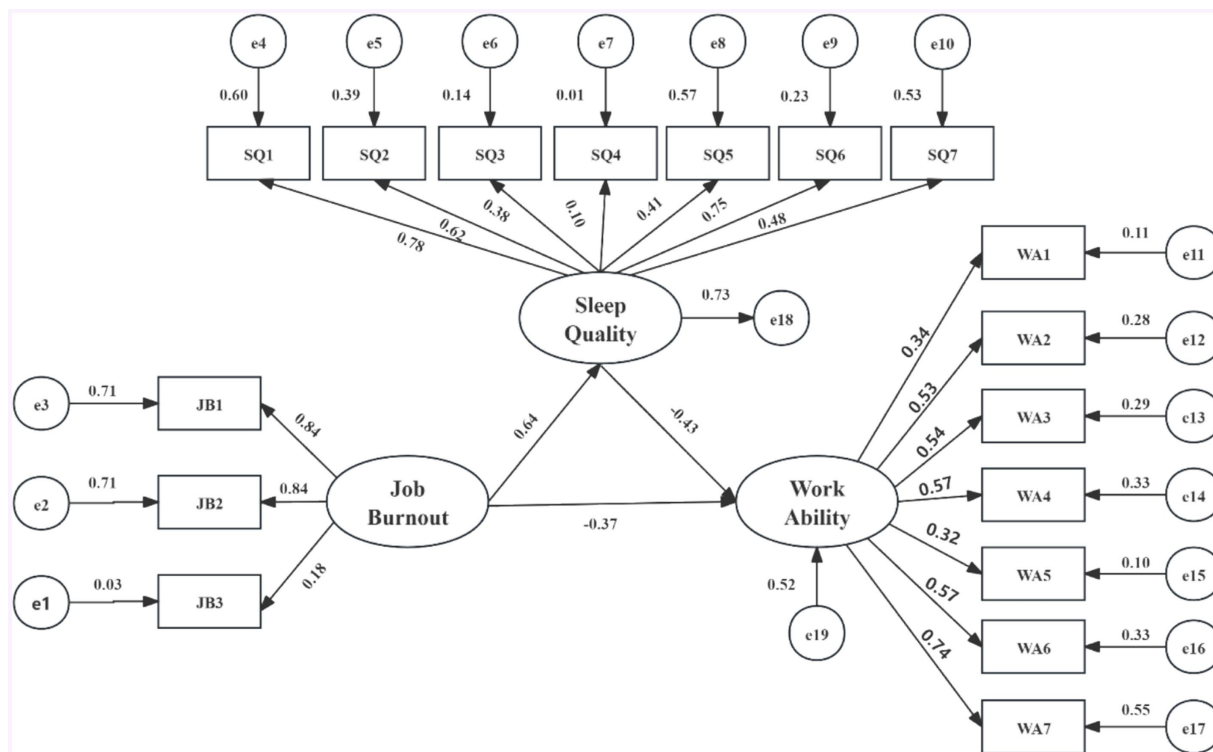 e4 e5 e6 e7 e8 e9 e10
0.60 0.39 0.14 0.01 0.57 0.23 0.53
SQ1 SQ2 SQ3 SQ4 SQ5 SQ6 SQ7
0.78 0.62 0.38 0.10 0.41 0.75 0.48
Sleep
Quality
0.73
e18
0.64
-0.43
-0.37
e3
0.71
JB1
0.84
e2
0.71
JB2
0.84
e1
0.03
JB3
0.18
Job
Burnout
Work
Ability
0.52
e19
0.34
WA1
0.11
e11
0.53
WA2
0.28
e12
0.54
WA3
0.29
e13
0.57
WA4
0.33
e14
0.32
WA5
0.10
e15
0.57
WA6
0.33
e16
0.74
WA7
0.55
e17